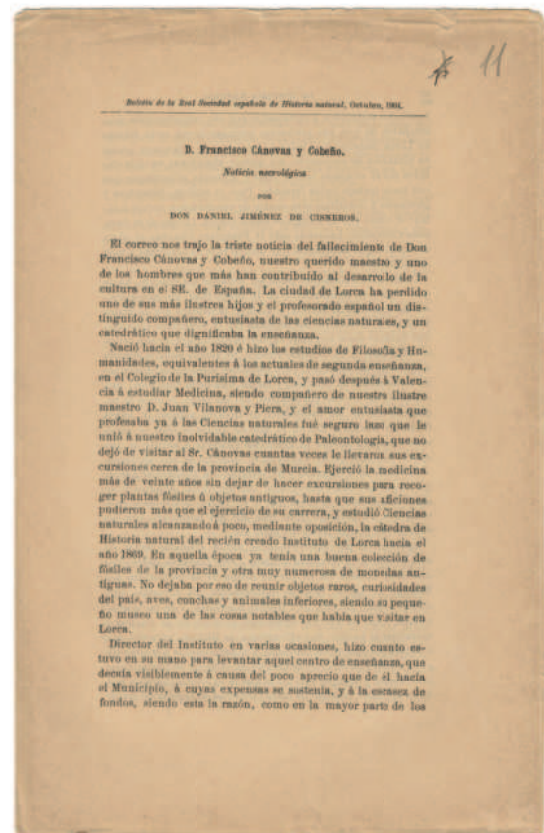 11
Boletín de la Real Sociedad española de Historia natural, Octubre, 1904.
D. Francisco Cánovas y Cobeño.
Noticia necrológica
POR
DON DANIEL JIMÉNEZ DE CISNEROS.
El correo nos trajo la triste noticia del fallecimiento de Don
Francisco Cánovas y Cobeño, nuestro querido maestro y uno
de los hombres que más han contribuído al desarrollo de la
cultura en el SE. de España. La ciudad de Lorca ha perdido
uno de sus más ilustres hijos y el profesorado español un dis-
tinguido compañero, entusiasta de las ciencias naturales, y un
catedrático que dignificaba la enseñanza.
Nació hacia el año 1820 é hizo los estudios de Filosofía y Hu-
manidades, equivalentes á los actuales de segunda enseñanza,
en el Colegio de la Purísima de Lorca, y pasó después á Valen-
cia á estudiar Medicina, siendo compañero de nuestro ilustre
maestro D. Juan Vilanova y Piera, y el amor entusiasta que
profesaba ya á las Ciencias naturales fué seguro lazo que le
unió á nuestro inolvidable catedrático de Paleontología, que no
dejó de visitar al Sr. Cánovas cuantas veces le llevaron sus ex-
cursiones cerca de la provincia de Murcia. Ejerció la medicina
más de veinte años sin dejar de hacer excursiones para reco-
ger plantas fósiles ú objetos antiguos, hasta que sus aficiones
pudieron más que el ejercicio de su carrera, y estudió Ciencias
naturales alcanzando á poco, mediante oposición, la cátedra de
Historia natural del recién creado Instituto de Lorca hacia el
año 1869. En aquella época ya tenía una buena colección de
fósiles de la provincia y otra muy numerosa de monedas an-
tiguas. No dejaba por eso de reunir objetos raros, curiosidades
del país, aves, conchas y animales inferiores, siendo su peque-
ño museo una de las cosas notables que había que visitar en
Lorca.
Director del Instituto en varias ocasiones, hizo cuanto es-
tuvo en su mano para levantar aquel centro de enseñanza, que
decaía visiblemente á causa del poco aprecio que de él hacía
el Municipio, á cuyas expensas se sostenía, y á la escasez de
fondos, siendo esta la razón, como en la mayor parte de los